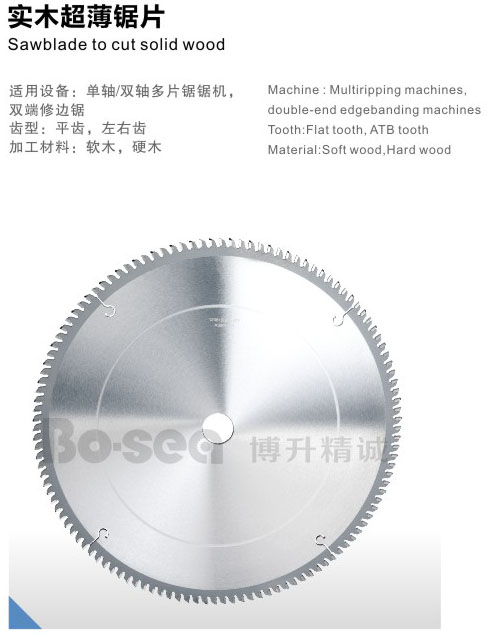 实木超薄锯片
Sawblade to cut solid wood
适用设备：单轴/双轴多片锯锯机，
双端修边锯
齿型：平齿，左右齿
加工材料：软木，硬木
Machine : Multiripping machines,
double-end edgebanding machines
Tooth:Flat tooth, ATB tooth
Material:Soft wood,Hard wood
Bo-sea 博升精诚